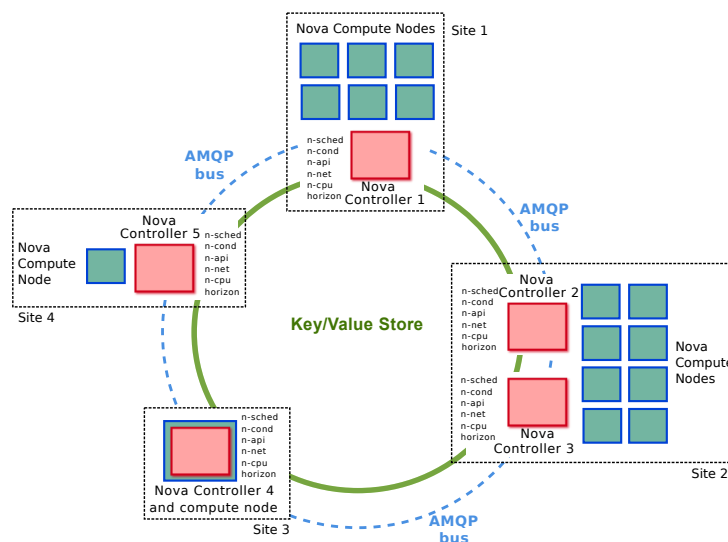 Nova Compute Nodes
Site 1
n-sched
n-cond
n-api
n-net
n-cpu
horizon
Nova
Controller 1
AMQP
bus
AMQP
bus
Nova
Controller 5
Nova
Compute
Node
n-sched
n-cond
n-api
n-net
n-cpu
horizon
Site 4
Key/Value Store
Nova
Controller 2
n-sched
n-cond
n-api
n-net
n-cpu
horizon
Nova
Compute
Nodes
n-sched
n-cond
n-api
n-net
n-cpu
horizon
Nova
Controller 3
Site 2
n-sched
n-cond
n-api
n-net
n-cpu
horizon
Nova Controller 4
and compute node
Site 3
AMQP
bus